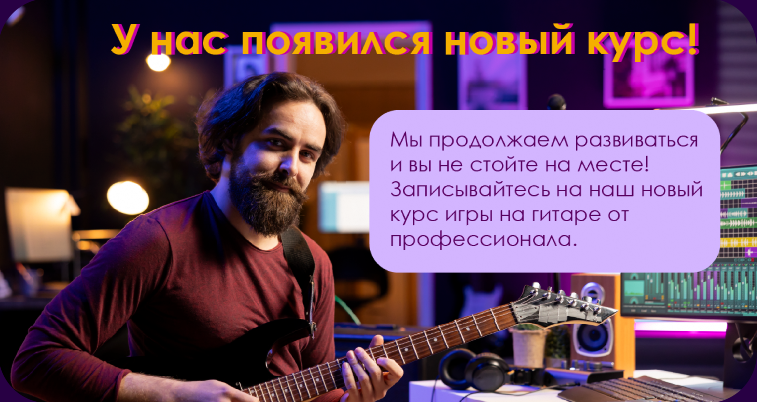 У нас появился новый курс!
Мы продолжаем развиваться
и вы не стойте на месте!
Записывайтесь на наш новый
курс игры на гитаре от
профессионала.